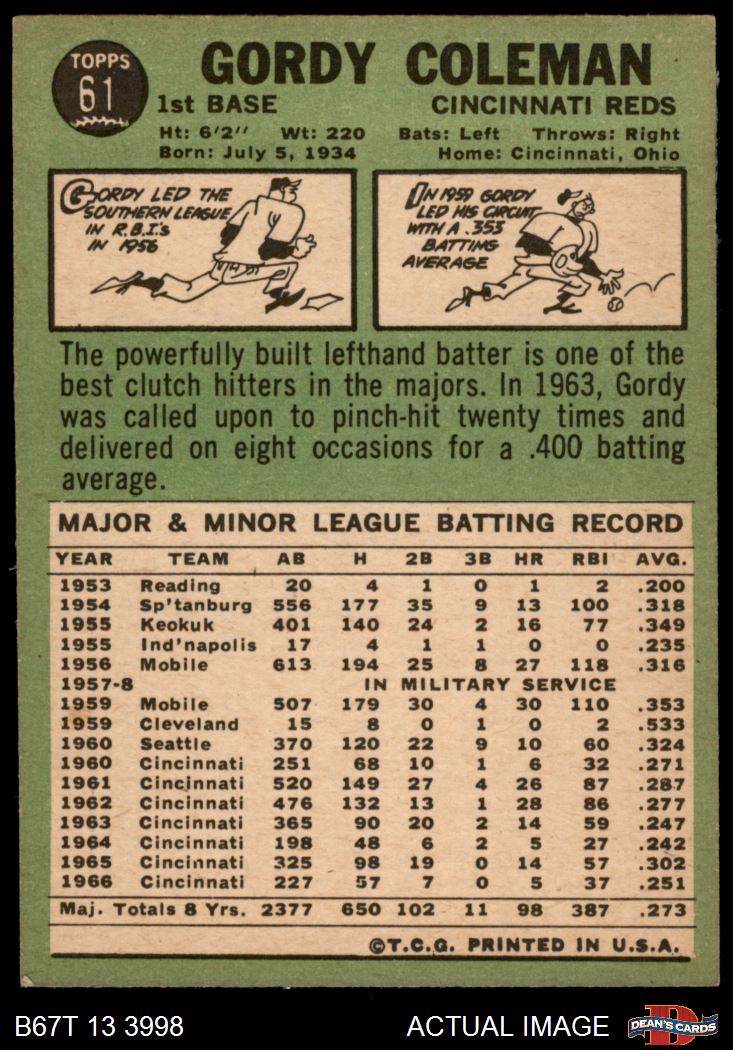 TOPPS
61
GORDY COLEMAN
1st BASE CINCINNATI REDS
Ht: 6'2'' Wt: 220 Bats: Left Throws: Right
Born: July 5, 1934 Home: Cincinnati, Ohio
GORDY LED THE
SOUTHERN LEAGUE
IN R.B.I.'s
IN 1956
IN 1959 GORDY
LED HIS CIRCUIT
WITH A .353
BATTING
AVERAGE
The powerfully built lefthand batter is one of the
best clutch hitters in the majors. In 1963, Gordy
was called upon to pinch-hit twenty times and
delivered on eight occasions for a .400 batting
average.
MAJOR & MINOR LEAGUE BATTING RECORD
YEAR TEAM AB H 2B 3B HR RBI AVG.
1953 Reading 20 4 1 0 1 2 .200
1954 Sp'tanburg 556 177 35 9 13 100 .318
1955 Keokuk 401 140 24 2 16 77 .349
1955 Ind'napolis 17 4 1 1 0 0 .235
1956 Mobile 613 194 25 8 27 118 .316
1957-8 IN MILITARY SERVICE
1959 Mobile 507 179 30 4 30 110 .353
1959 Cleveland 15 8 0 1 0 2 .533
1960 Seattle 370 120 22 9 10 60 .324
1960 Cincinnati 251 68 10 1 6 32 .271
1961 Cincinnati 520 149 27 4 26 87 .287
1962 Cincinnati 476 132 13 1 28 86 .277
1963 Cincinnati 365 90 20 2 14 59 .247
1964 Cincinnati 198 48 6 2 5 27 .242
1965 Cincinnati 325 98 19 0 14 57 .302
1966 Cincinnati 227 57 7 0 5 37 .251
Maj. Totals 8 Yrs. 2377 650 102 11 98 387 .273
©T.C.G. PRINTED IN U.S.A.
B67T 13 3998 ACTUAL IMAGE D DEAN'S CARDS